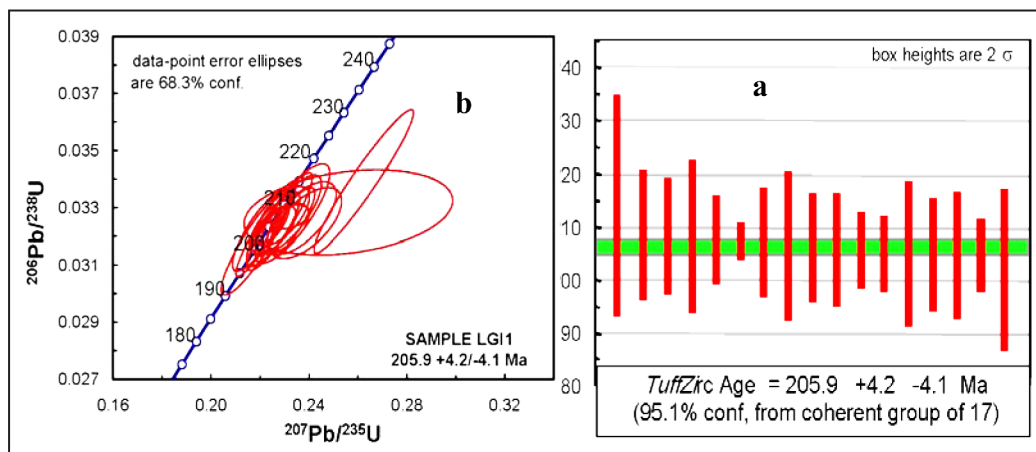 0.039
0.037
0.035
0.033
0.031
0.029
0.027
206Pb/238U
data-point error ellipses
are 68.3% conf.
b
240
230
220
210
200
190
180
SAMPLE LGI1
205.9 +4.2/-4.1 Ma
0.12 0.16 0.20 0.24 0.28 0.32
207Pb/235U
box heights are 2 σ
a
40
30
20
10
00
90
80
TuffZirc Age = 205.9 +4.2 -4.1 Ma
(95.1% conf, from coherent group of 17)